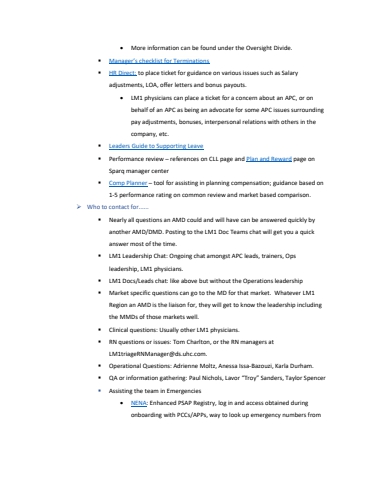 • More information can be found under the Oversight Divide.
▪ Manager's checklist for Terminations
▪ HR Direct: to place ticket for guidance on various issues such as Salary
adjustments, LOA, offer letters and bonus payouts.
• LM1 physicians can place a ticket for a concern about an APC, or on
behalf of an APC as being an advocate for some APC issues surrounding
pay adjustments, bonuses, interpersonal relations with others in the
company, etc.
▪ Leaders Guide to Supporting Leave
▪ Performance review – references on CLL page and Plan and Reward page on
Sparq manager center
▪ Comp Planner – tool for assisting in planning compensation; guidance based on
1-5 performance rating on common review and market based comparison.
➢ Who to contact for……
▪ Nearly all questions an AMD could and will have can be answered quickly by
another AMD/DMD. Posting to the LM1 Doc Teams chat will get you a quick
answer most of the time.
▪ LM1 Leadership Chat: Ongoing chat amongst APC leads, trainers, Ops
leadership, LM1 physicians.
▪ LM1 Docs/Leads chat: like above but without the Operations leadership
▪ Market specific questions can go to the MD for that market. Whatever LM1
Region an AMD is the liaison for, they will get to know the leadership including
the MMDs of those markets well.
▪ Clinical questions: Usually other LM1 physicians.
▪ RN questions or issues: Tom Charlton, or the RN managers at
LM1triageRNManager@ds.uhc.com.
▪ Operational Questions: Adrienne Moltz, Anessa Issa-Bazouzi, Karla Durham.
▪ QA or information gathering: Paul Nichols, Lavor "Troy" Sanders, Taylor Spencer
▪ Assisting the team in Emergencies
• NENA: Enhanced PSAP Registry, log in and access obtained during
onboarding with PCCs/APPs, way to look up emergency numbers from